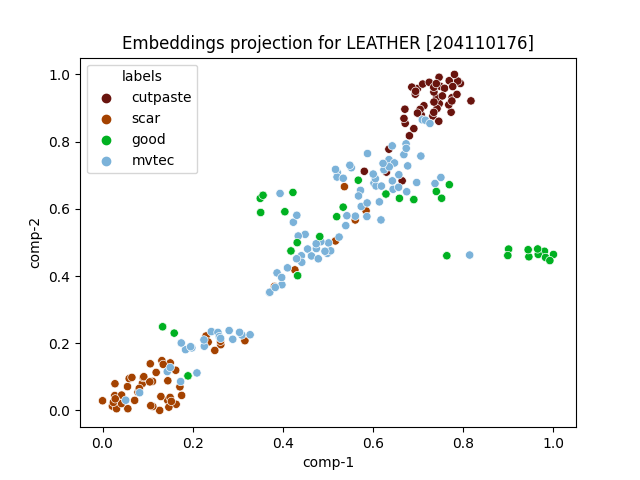 Embeddings projection for LEATHER [204110176]
labels
cutpaste
scar
good
mvtec
1.0
0.8
0.6
0.4
0.2
0.0
comp-2
0.0 0.2 0.4 0.6 0.8 1.0
comp-1